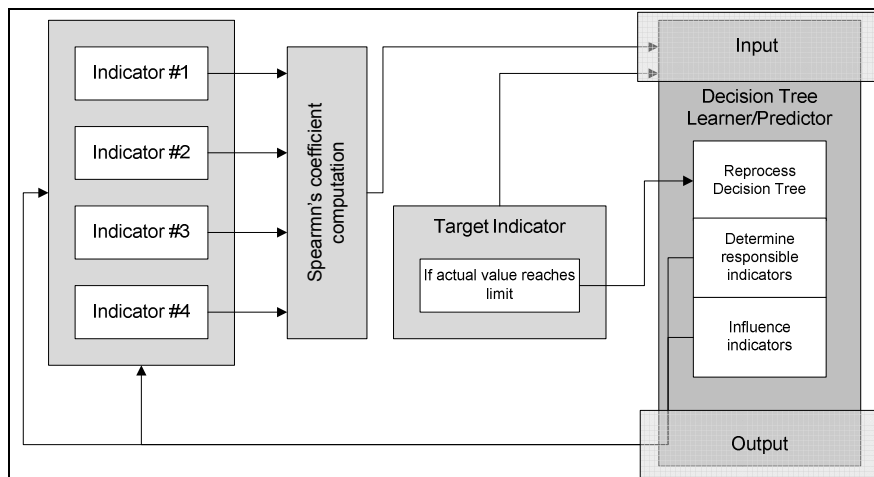 Indicator #1
Indicator #2
Indicator #3
Indicator #4
Spearmn's coefficient
computation
Target Indicator
If actual value reaches
limit
Input
Decision Tree
Learner/Predictor
Reprocess
Decision Tree
Determine
responsible
indicators
Influence
indicators
Output